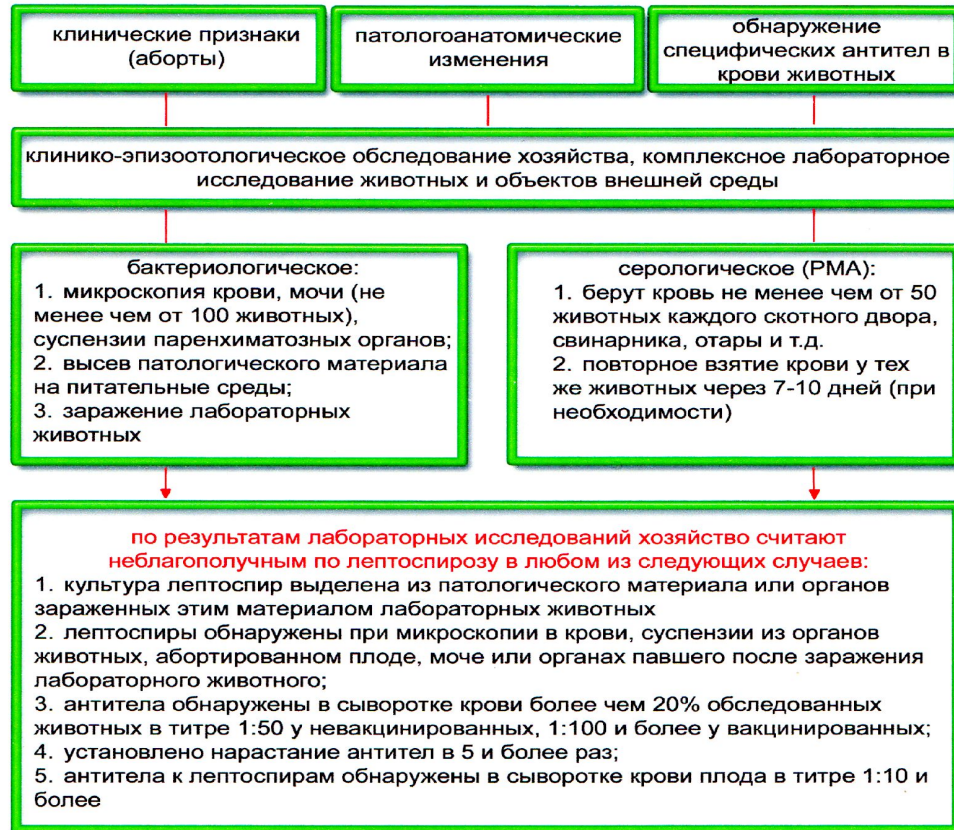 клинические признаки
(аборты)
патологоанатомические
изменения
обнаружение
специфических антител в
крови животных
клинико-эпизоотологическое обследование хозяйства, комплексное лабораторное
исследование животных и объектов внешней среды
бактериологическое:
1. микроскопия крови, мочи (не
менее чем от 100 животных),
суспензии паренхиматозных органов;
2. высев патологического материала
на питательные среды;
3. заражение лабораторных
животных
серологическое (РМА):
1. берут кровь не менее чем от 50
животных каждого скотного двора,
свинарника, отары и т.д.
2. повторное взятие крови у тех
же животных через 7-10 дней (при
необходимости)
по результатам лабораторных исследований хозяйство считают
неблагополучным по лептоспирозу в любом из следующих случаев:
1. культура лептоспир выделена из патологического материала или органов
зараженных этим материалом лабораторных животных
2. лептоспиры обнаружены при микроскопии в крови, суспензии из органов
животных, абортированном плоде, моче или органах павшего после заражения
лабораторного животного;
3. антитела обнаружены в сыворотке крови более чем 20% обследованных
животных в титре 1:50 у невакцинированных, 1:100 и более у вакцинированных;
4. установлено нарастание антител в 5 и более раз;
5. антитела к лептоспирам обнаружены в сыворотке крови плода в титре 1:10 и
более